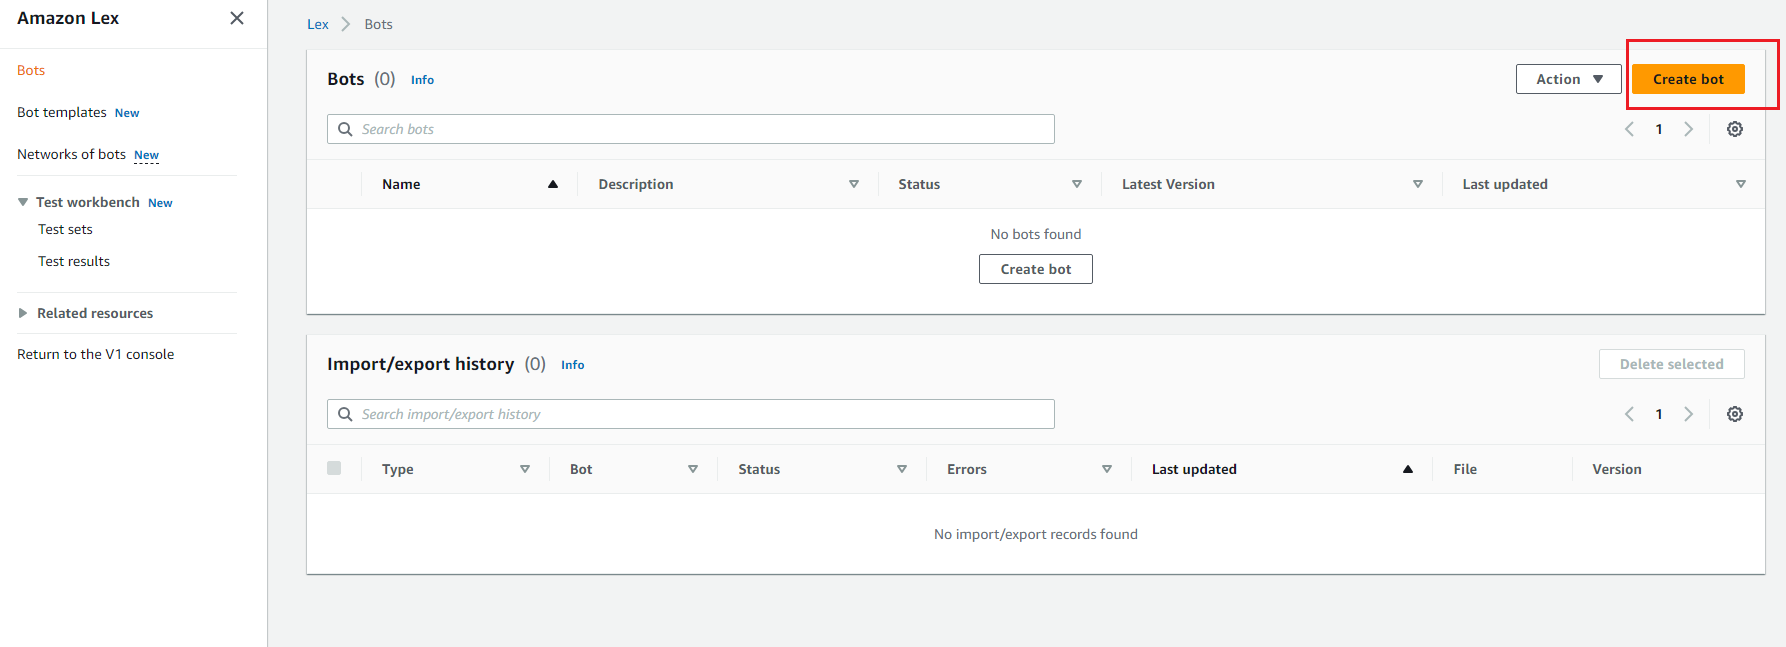 Amazon Lex
Bots
Bot templates New
Networks of bots New
Test workbench New
Test sets
Test results
Related resources
Return to the V1 console
Lex Bots
Bots (0) Info
Action Create bot
Search bots
1
Name Description Status Latest Version Last updated
No bots found
Create bot
Import/export history (0) Info
Delete selected
Search import/export history
1
Type Bot Status Errors Last updated File Version
No import/export records found